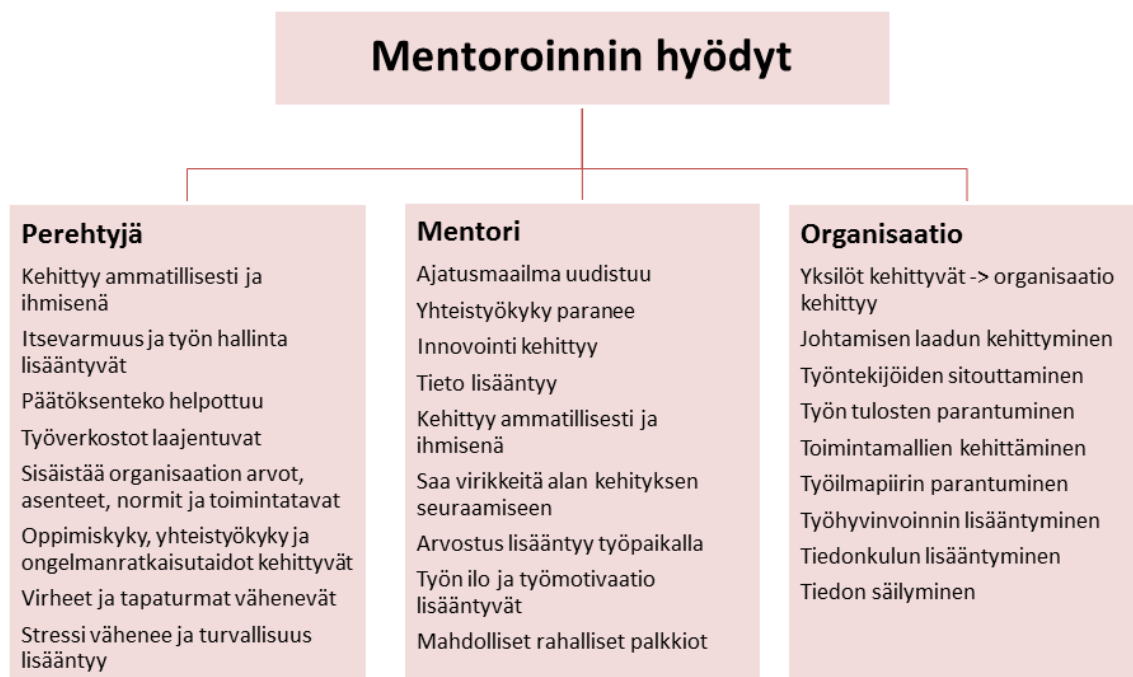 Mentoroinnin hyödyt
Perehtyjä
Kehittyy ammatillisesti ja
ihmisenä
Itsevarmuus ja työn hallinta
lisääntyvät
Päätöksenteko helpottuu
Työverkostot laajentuvat
Sisäistää organisaation arvot,
asenteet, normit ja toimintatavat
Oppimiskyky, yhteistyökyky ja
ongelmanratkaisutaidot kehittyvät
Virheet ja tapaturmat vähenevät
Stressi vähenee ja turvallisuus
lisääntyy
Mentori
Ajatusmaailma uudistuu
Yhteistyökyky paranee
Innovointi kehittyy
Tieto lisääntyy
Kehittyy ammatillisesti ja
ihmisenä
Saa virikkeitä alan kehityksen
seuraamiseen
Arvostus lisääntyy työpaikalla
Työn ilo ja työmotivaatio
lisääntyvät
Mahdolliset rahalliset palkkiot
Organisaatio
Yksilöt kehittyvät -> organisaatio
kehittyy
Johtamisen laadun kehittyminen
Työntekijöiden sitouttaminen
Työn tulosten parantuminen
Toimintamallien kehittäminen
Työilmapiirin parantuminen
Työhyvinvoinnin lisääntyminen
Tiedonkulun lisääntyminen
Tiedon säilyminen